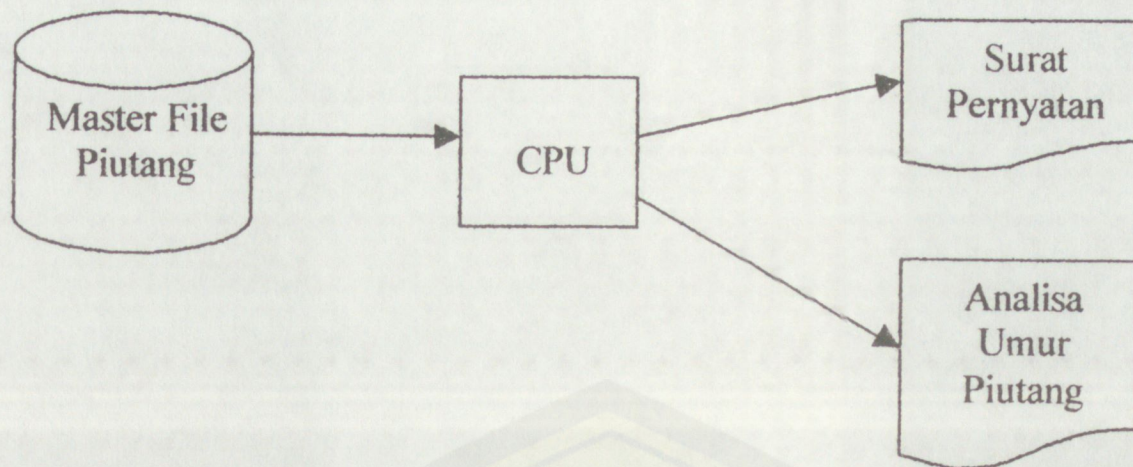 Master File
Piutang
CPU
Surat
Pernyatan
Analisa
Umur
Piutang